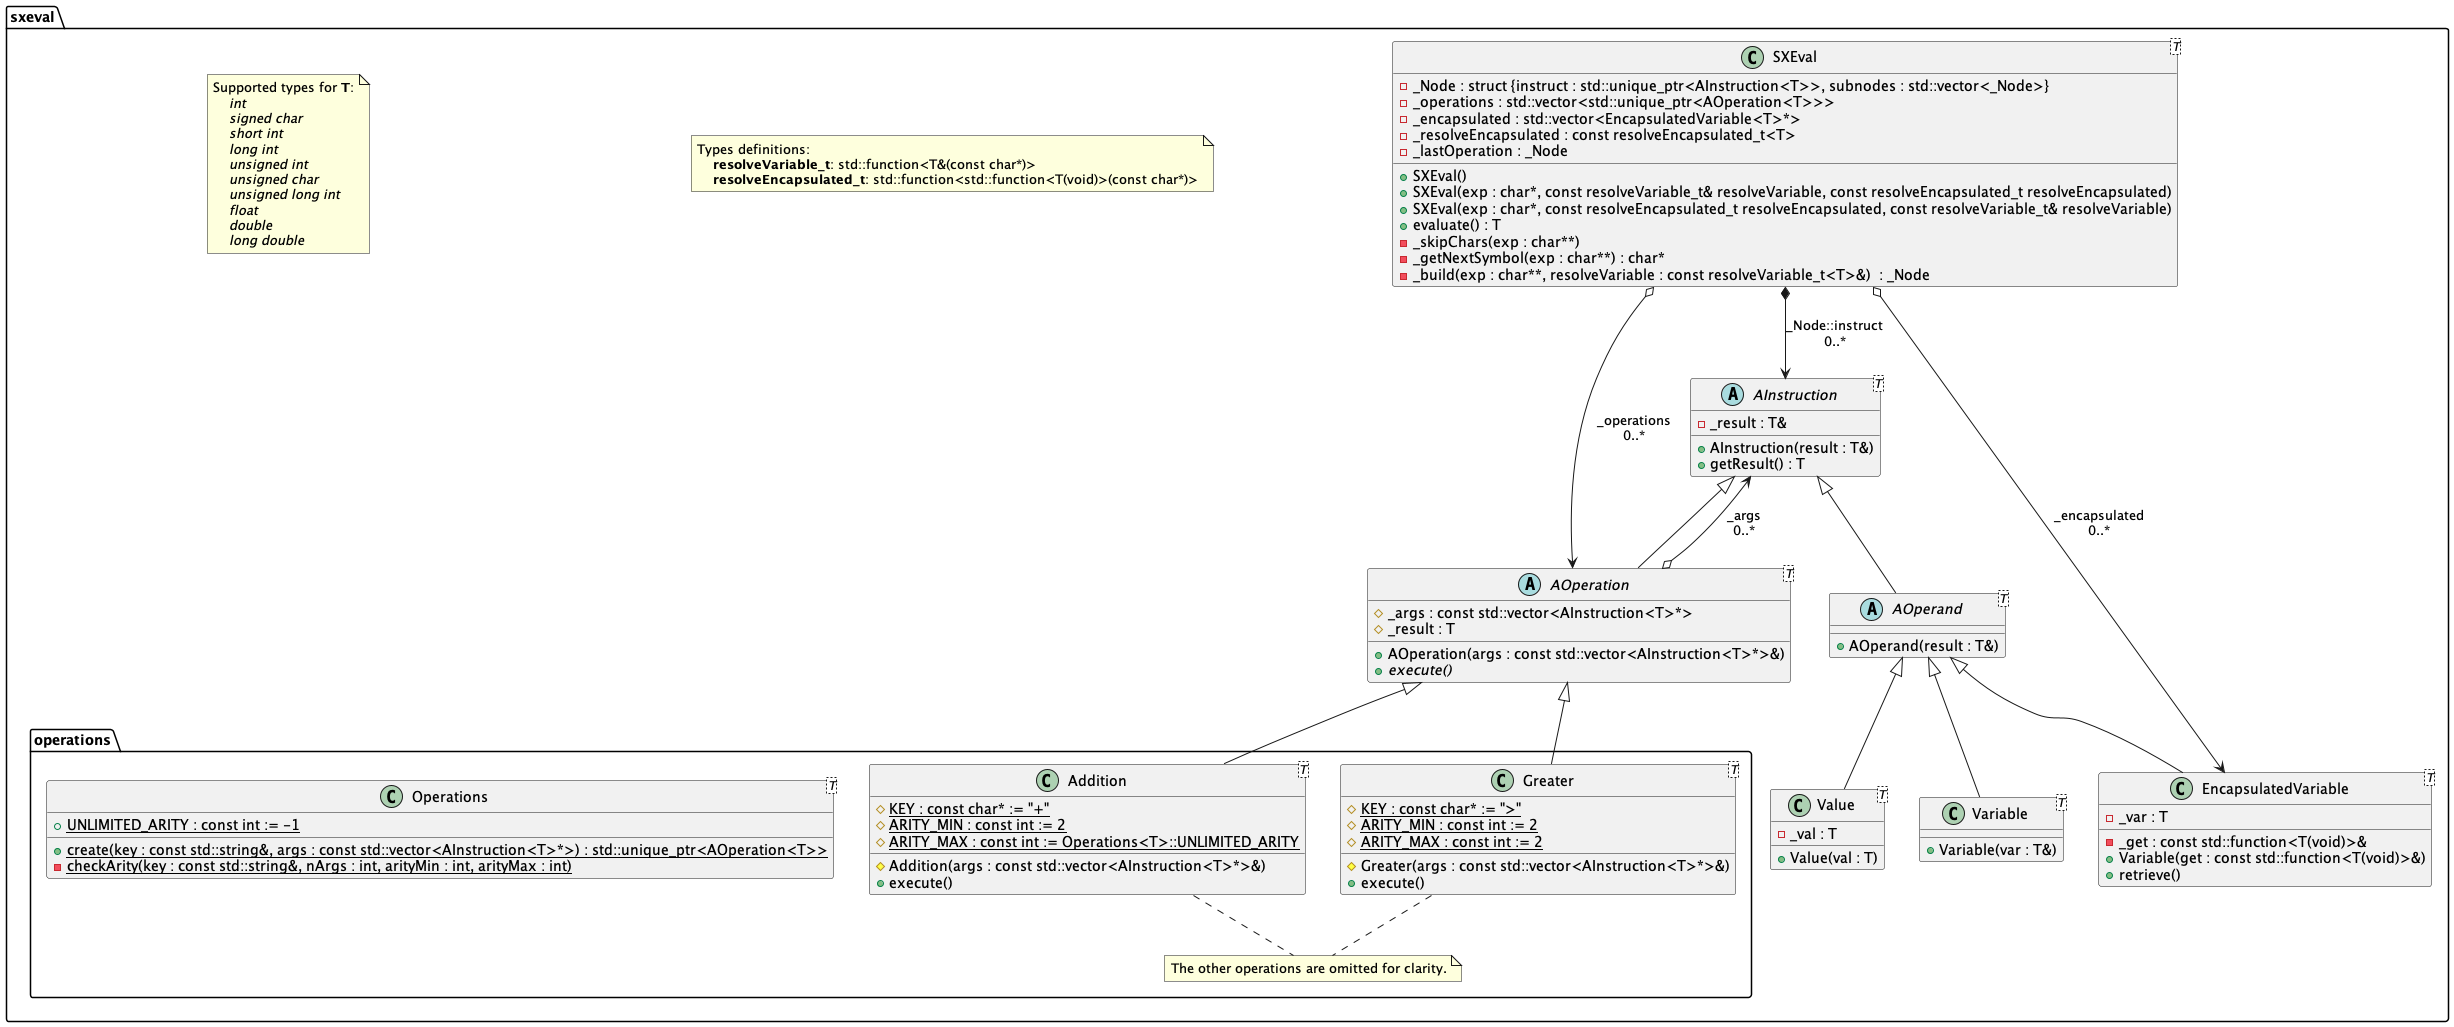 sxeval
Supported types for T:
int
signed char
short int
long int
unsigned int
unsigned char
unsigned long int
float
double
long double
Types definitions:
resolveVariable_t: std::function<T&(const char*)>
resolveEncapsulated_t: std::function<std::function<T(void)>(const char*)>
C SXEval T
_Node : struct {instruct : std::unique_ptr<AInstruction<T>>, subnodes : std::vector<_Node>}
_operations : std::vector<std::unique_ptr<AOperation<T>>>
_encapsulated : std::vector<EncapsulatedVariable<T>*>
_resolveEncapsulated : const resolveEncapsulated_t<T>
_lastOperation : _Node
SXEval()
SXEval(exp : char*, const resolveVariable_t& resolveVariable, const resolveEncapsulated_t resolveEncapsulated)
SXEval(exp : char*, const resolveEncapsulated_t resolveEncapsulated, const resolveVariable_t& resolveVariable)
evaluate() : T
_skipChars(exp : char**)
_getNextSymbol(exp : char**) : char*
_build(exp : char**, resolveVariable : const resolveVariable_t<T>&)  : _Node
_Node::instruct
0..*
_operations
0..*
_encapsulated
0..*
A AInstruction T
_result : T&
AInstruction(result : T&)
getResult() : T
_args
0..*
A AOperation T
_args : const std::vector<AInstruction<T>*>
_result : T
AOperation(args : const std::vector<AInstruction<T>*>&)
execute()
A AOperand T
AOperand(result : T&)
operations
C Operations T
UNLIMITED_ARITY : const int := -1
create(key : const std::string&, args : const std::vector<AInstruction<T>*>) : std::unique_ptr<AOperation<T>>
checkArity(key : const std::string&, nArgs : int, arityMin : int, arityMax : int)
C Addition T
KEY : const char* := "+"
ARITY_MIN : const int := 2
ARITY_MAX : const int := Operations<T>::UNLIMITED_ARITY
Addition(args : const std::vector<AInstruction<T>*>&)
execute()
C Greater T
KEY : const char* := ">"
ARITY_MIN : const int := 2
ARITY_MAX : const int := 2
Greater(args : const std::vector<AInstruction<T>*>&)
execute()
C Value T
_val : T
Value(val : T)
C Variable T
Variable(var : T&)
C EncapsulatedVariable T
_var : T
_get : const std::function<T(void)>&
Variable(get : const std::function<T(void)>&)
retrieve()
The other operations are omitted for clarity.